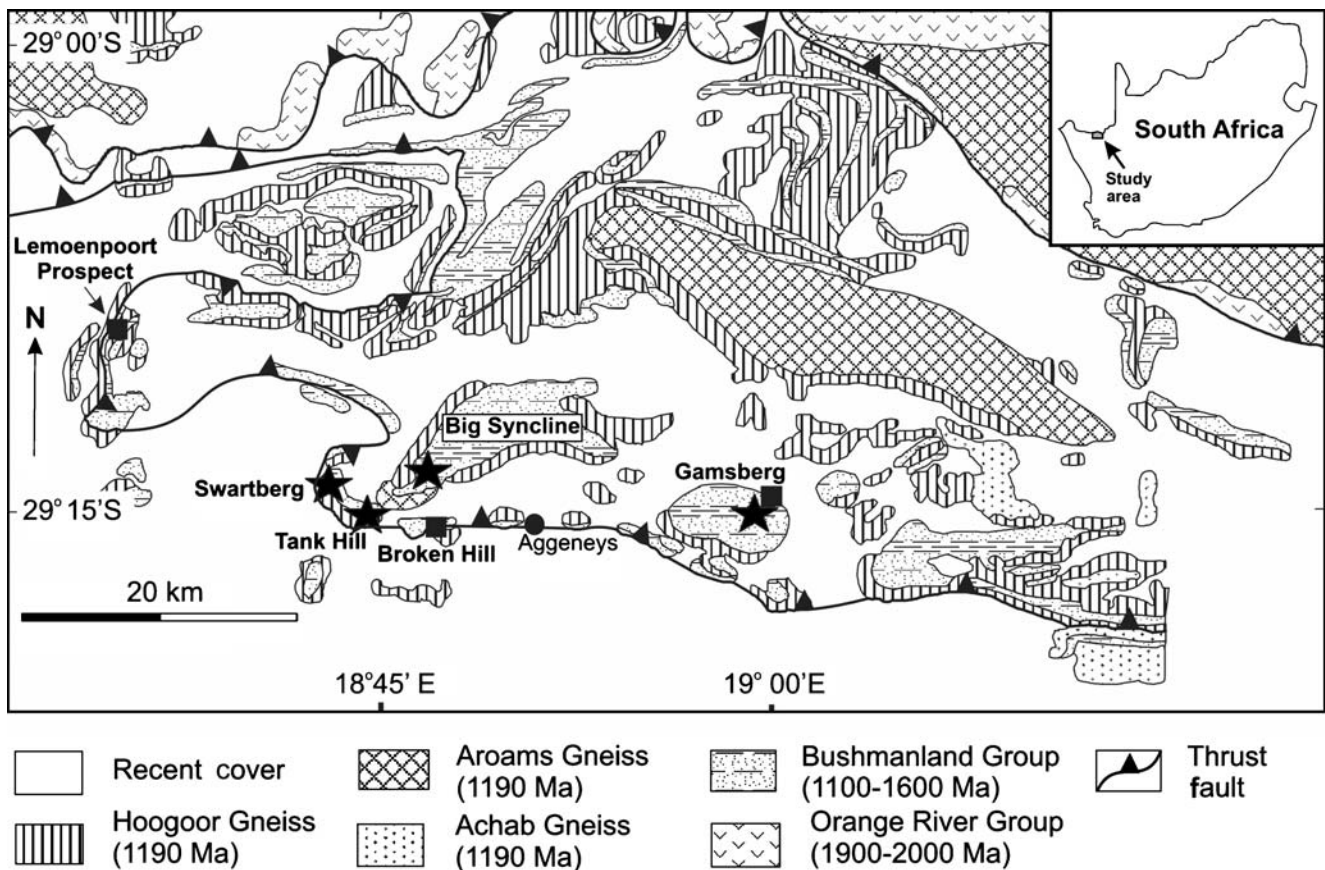 29° 00'S
South Africa
Study
area
Lemoenpoort
Prospect
N
Big Syncline
Swartberg
Gamsberg
29° 15'S
Tank Hill
Broken Hill
Aggeneys
20 km
18°45' E
19° 00'E
Recent cover
Aroams Gneiss
(1190 Ma)
Bushmanland Group
(1100-1600 Ma)
Thrust
fault
Hoogoor Gneiss
(1190 Ma)
Achab Gneiss
(1190 Ma)
Orange River Group
(1900-2000 Ma)